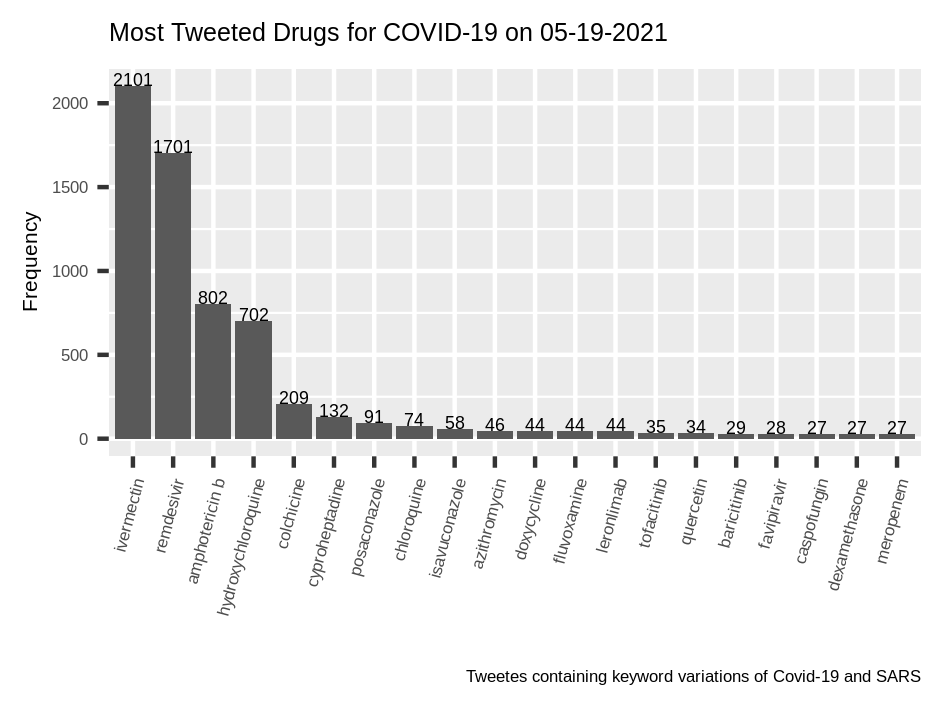 Most Tweeted Drugs for COVID-19 on 05-19-2021
Frequency
2000
1500
1000
500
0
2101
1701
802
702
209
132
91
74
58
46
44
44
44
35
34
29
28
27
27
27
ivermectin
remdesivir
amphotericin b
hydroxychloroquine
colchicine
cyproheptadine
posaconazole
chloroquine
isavuconazole
azithromycin
doxycycline
fluvoxamine
leronlimab
tofacitinib
quercetin
baricitinib
favipiravir
caspofungin
dexamethasone
meropenem
Tweetes containing keyword variations of Covid-19 and SARS